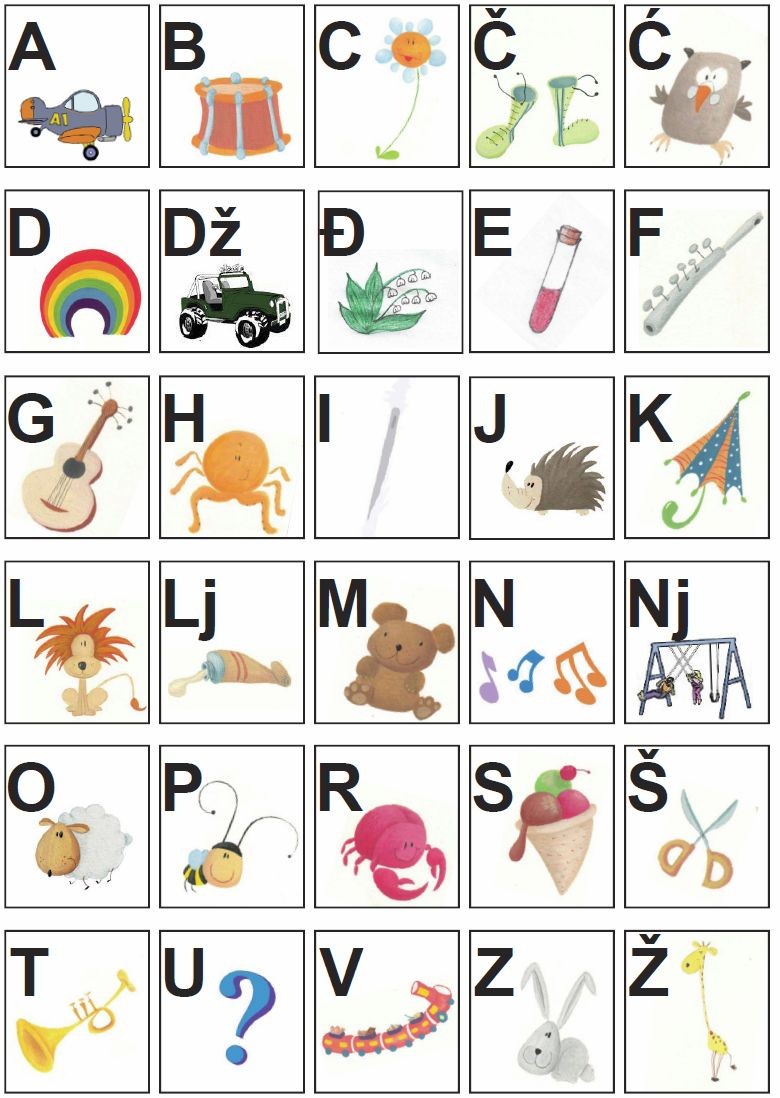 A B C Č Ć
A1
D Dž Đ E F
G H I J K
L Lj M N Nj
O P R S Š
T U V Z Ž
?